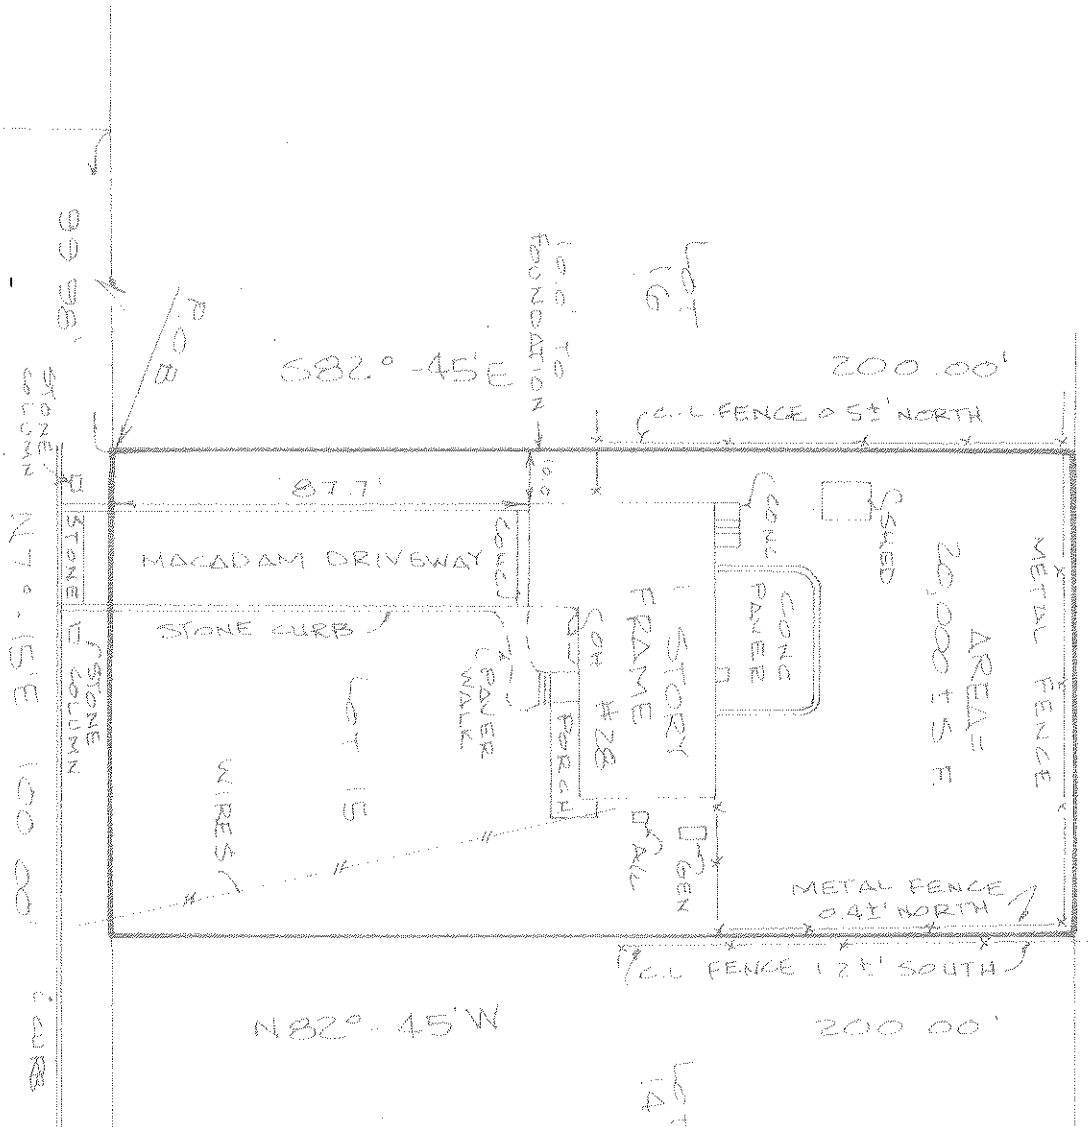 99.98'
P.O.B
10.0' TO
FOUNDATION
LOT
16
S82°-45'E
200.00'
C.L. FENCE 0.5±' NORTH
STONE
COLUMN
87.7'
10.0
CONC
SHED
METAL FENCE
STONE
MACADAM DRIVEWAY
CONC
STONE CURB
CONC
PAVER
AREA=
20,000±S.F.
1 STORY
FRAME
#28
COH
PORCH
PAVER
WALK
STONE
COLUMN
LOT 15
WIRES
A/C
GEN
METAL FENCE
0.4±' NORTH
C.L. FENCE 1.2±' SOUTH
N7°-15'E 100.00'
CURB
N82°-45'W
200.00'
LOT
14